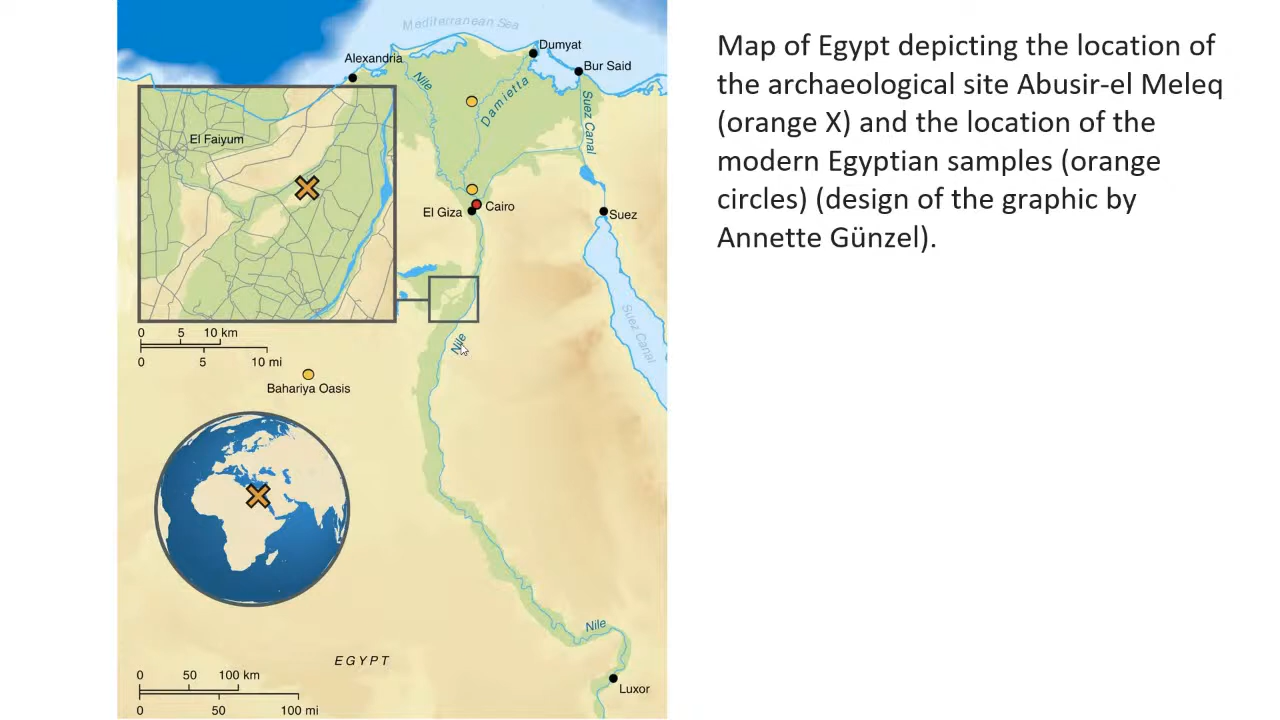 Mediterranean Sea
Dumyat
Alexandria
Bur Said
Nile
Damietta
Suez Canal
El Faiyum
El Giza
Cairo
Suez
Suez Canal
0 5 10 km
0 5 10 mi
Nile
Bahariya Oasis
Nile
EGYPT
0 50 100 km
0 50 100 mi
Luxor
Map of Egypt depicting the location of
the archaeological site Abusir-el Meleq
(orange X) and the location of the
modern Egyptian samples (orange
circles) (design of the graphic by
Annette Günzel).